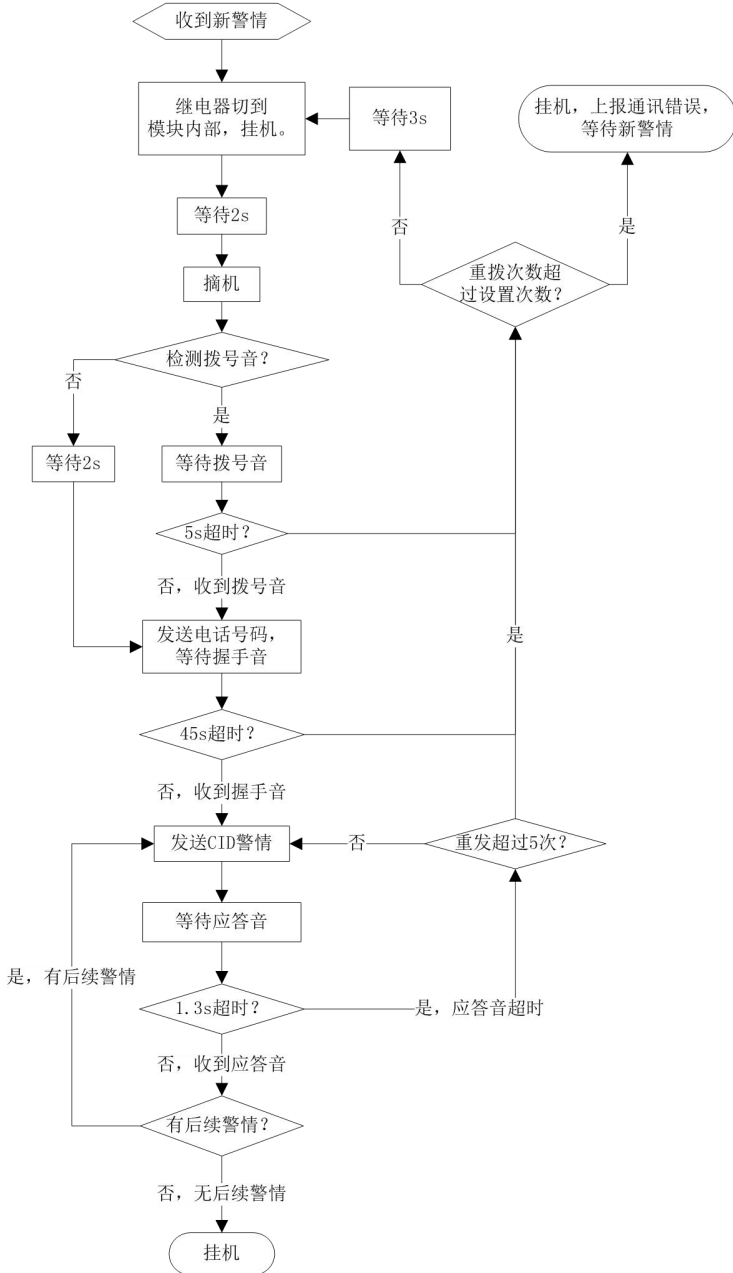 收到新警情
继电器切到
模块内部，挂机。
等待3s
挂机，上报通讯错误，
等待新警情
等待2s
否
是
摘机
重拨次数超
过设置次数？
检测拨号音？
否
是
等待2s
等待拨号音
5s超时？
否，收到拨号音
发送电话号码，
等待握手音
是
45s超时？
否，收到握手音
发送CID警情
否
重发超过5次？
等待应答音
是，有后续警情
1.3s超时？
是，应答音超时
否，收到应答音
有后续警情？
否，无后续警情
挂机